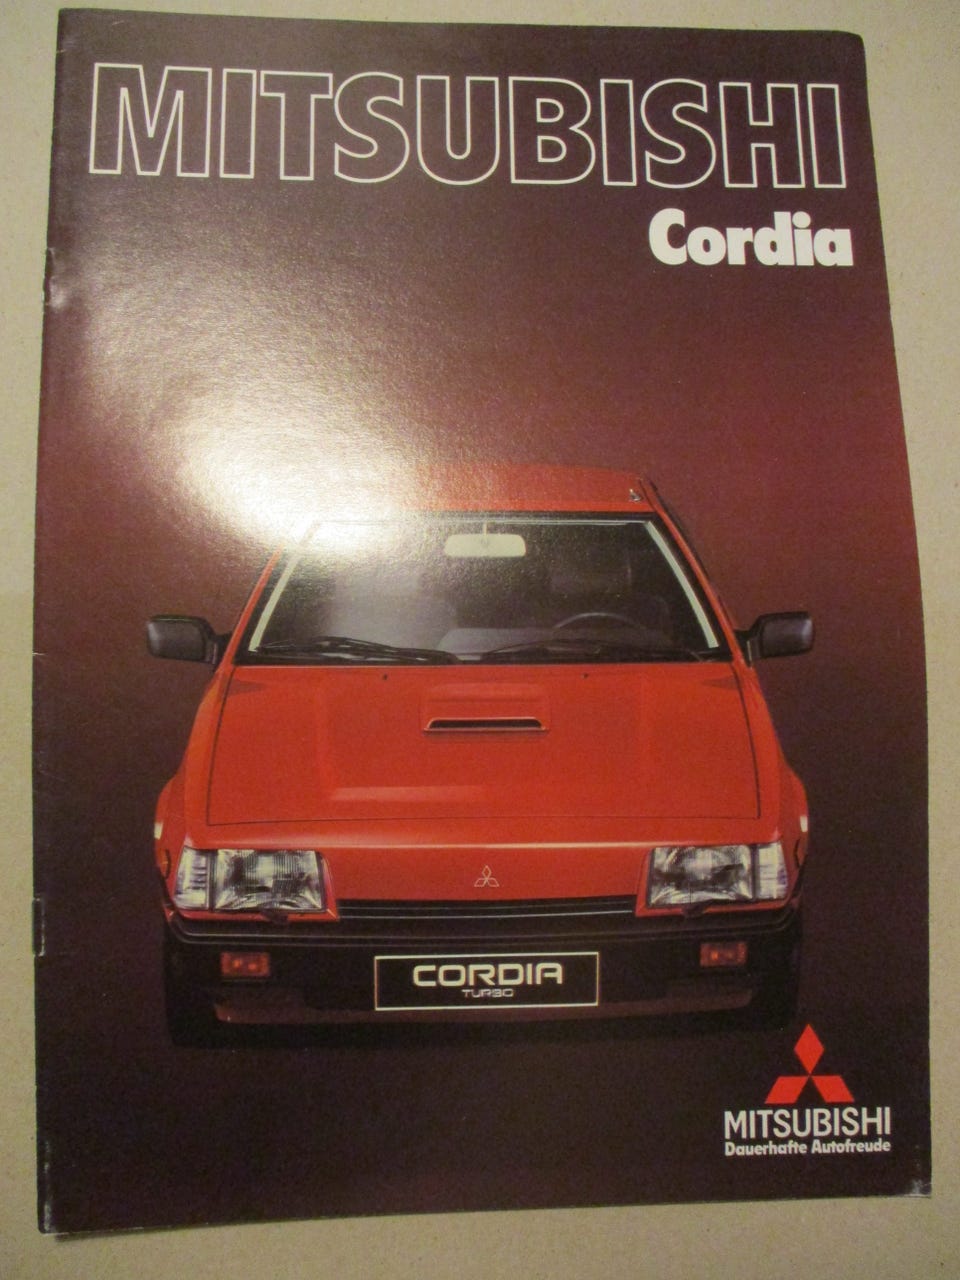 MITSUBISHI
Cordia
CORDIA
TURBO
MITSUBISHI
Dauerhafte Autofreude